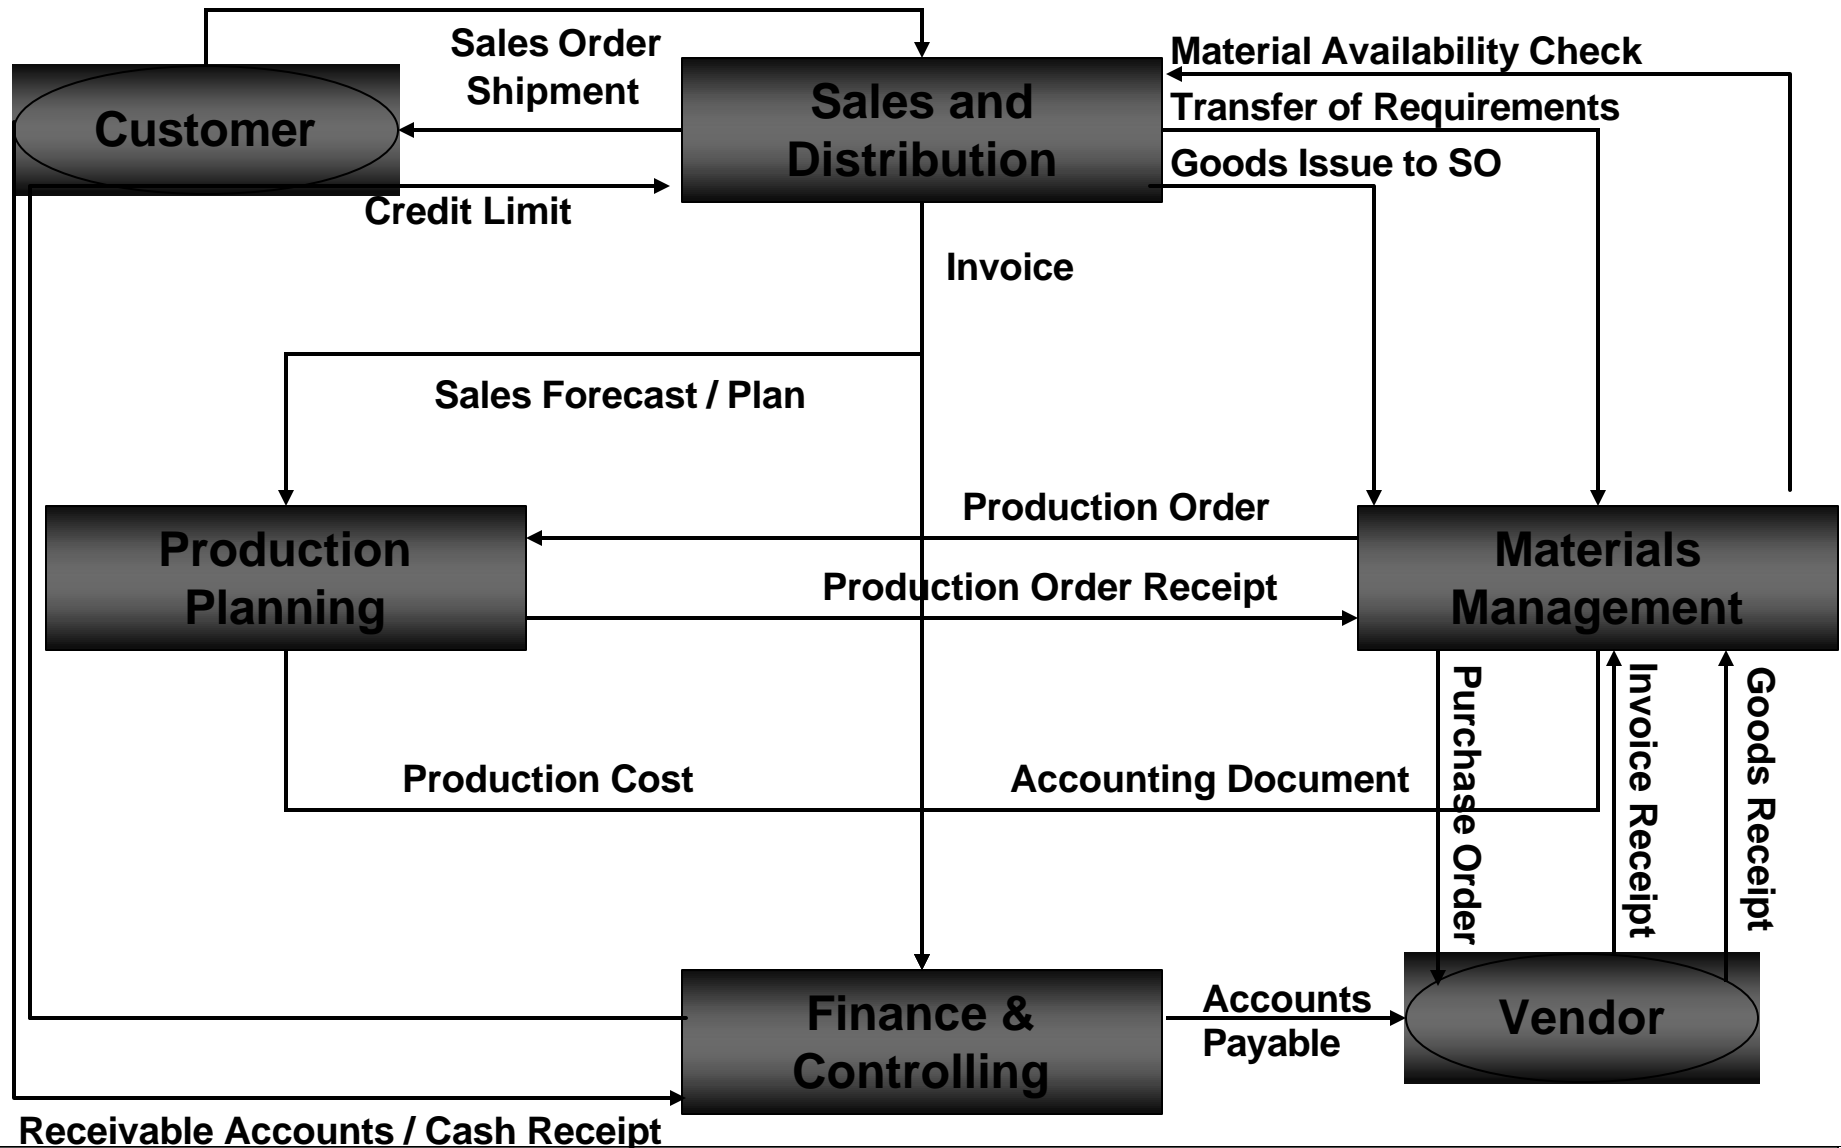 Sales Order
Shipment
Customer
Sales and
Distribution
Material Availability Check
Transfer of Requirements
Goods Issue to SO
Credit Limit
Invoice
Sales Forecast / Plan
Production Order
Production
Planning
Production Order Receipt
Materials
Management
Purchase Order
Invoice Receipt
Goods Receipt
Production Cost
Accounting Document
Finance &
Controlling
Accounts
Payable
Vendor
Receivable Accounts / Cash Receipt